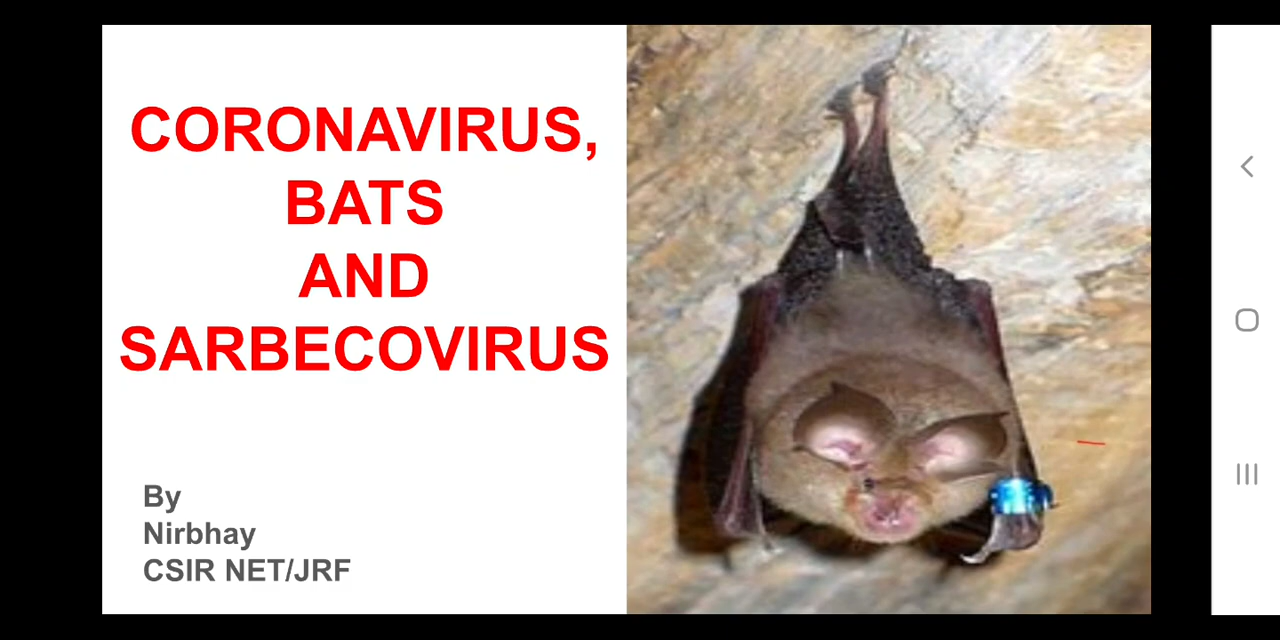 CORONAVIRUS,
BATS
AND
SARBECOVIRUS
By
Nirbhay
CSIR NET/JRF